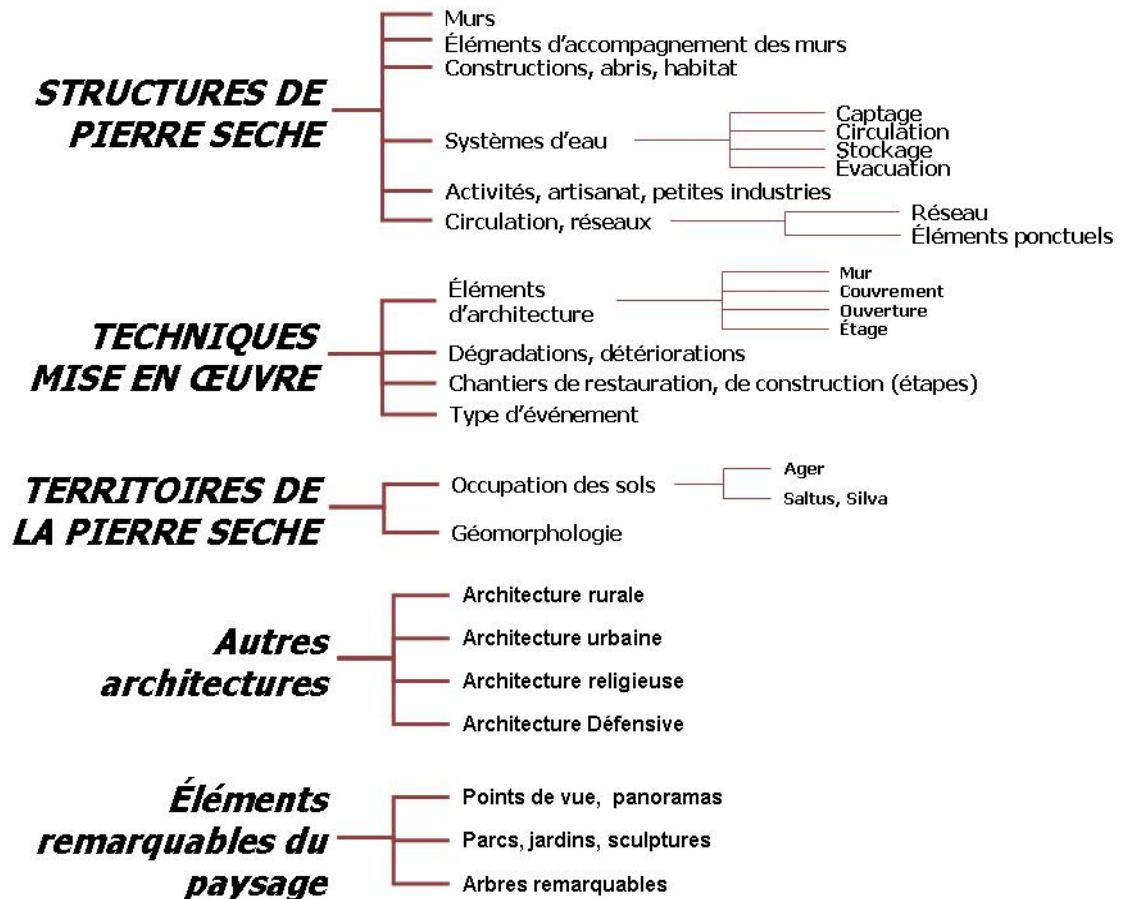 STRUCTURES DE
PIERRE SECHE
Murs
Éléments d'accompagnement des murs
Constructions, abris, habitat
Systèmes d'eau
Captage
Circulation
Stockage
Évacuation
Activités, artisanat, petites industries
Circulation, réseaux
Réseau
Éléments ponctuels
TECHNIQUES
MISE EN ŒUVRE
Éléments
d'architecture
Mur
Couvrement
Ouverture
Étage
Dégradations, détériorations
Chantiers de restauration, de construction (étapes)
Type d'événement
TERRITOIRES DE
LA PIERRE SECHE
Occupation des sols
Ager
Saltus, Silva
Géomorphologie
Autres
architectures
Architecture rurale
Architecture urbaine
Architecture religieuse
Architecture Défensive
Éléments
remarquables du
paysage
Points de vue, panoramas
Parcs, jardins, sculptures
Arbres remarquables